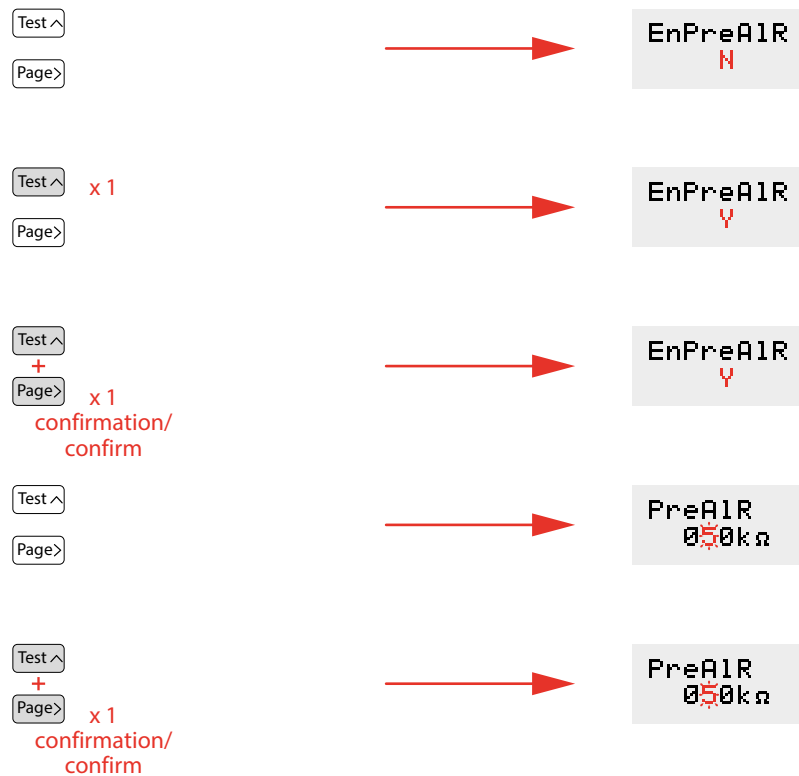 Test ^
EnPreAlR
N
Page>
Test ^ x 1
EnPreAlR
Y
Page>
Test ^
+
Page> x 1
confirmation/
confirm
EnPreAlR
Y
Test ^
PreAlR
050kΩ
Page>
Test ^
+
Page> x 1
confirmation/
confirm
PreAlR
050kΩ